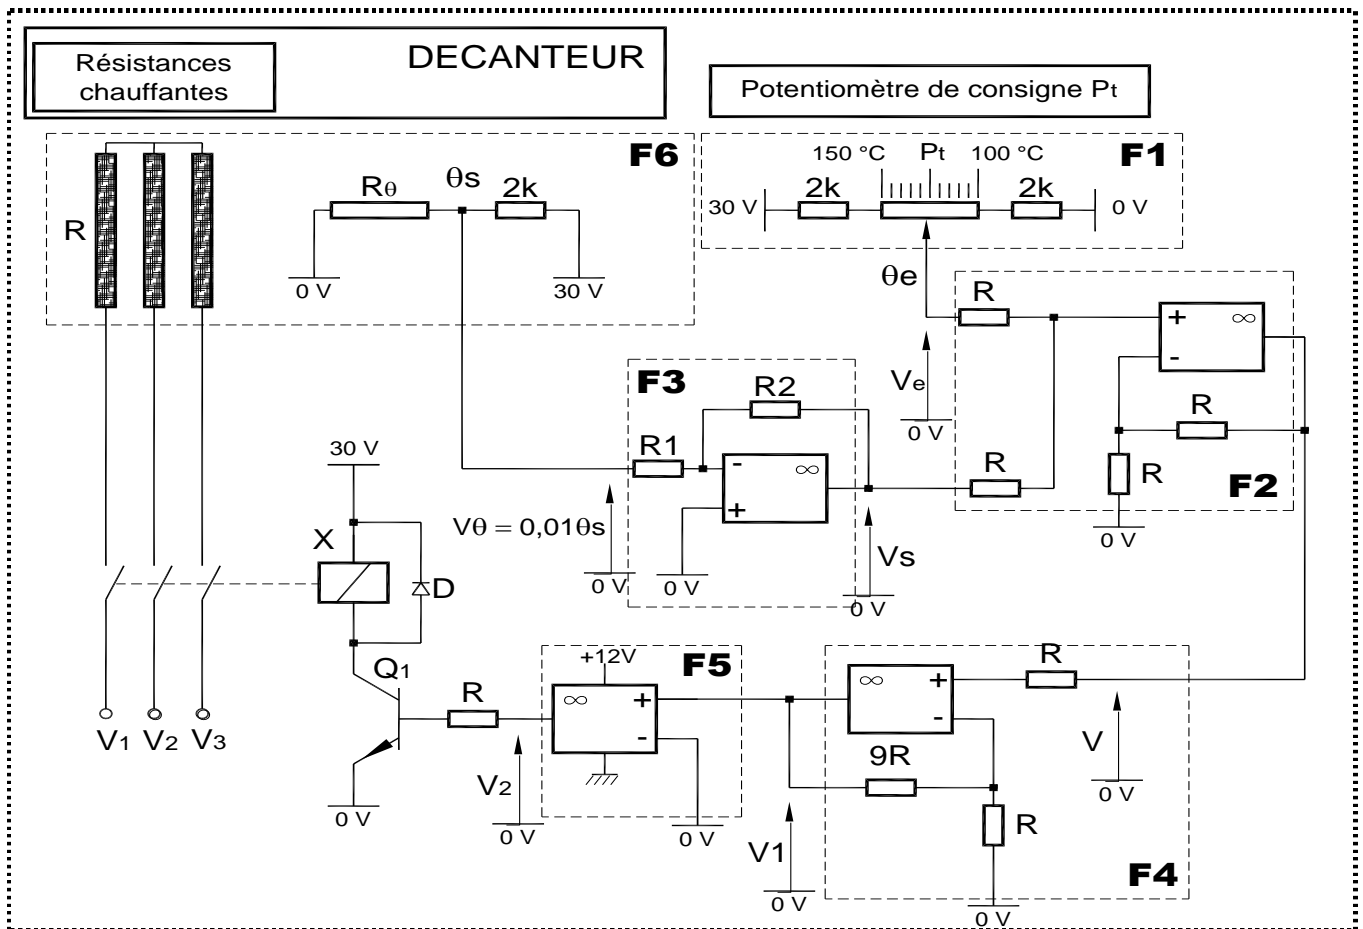 DECANTEUR
Résistances
chauffantes
Potentiomètre de consigne Pt
F6
R
Rθ
θs
2k
0 V
30 V
F1
150 °C
Pt
100 °C
30 V
2k
2k
0 V
θe
R
+
∞
-
Ve
0 V
R
R
R
F2
0 V
F3
R2
R1
-
∞
+
Vθ = 0,01θs
0 V
0 V
Vs
0 V
30 V
X
D
Q1
R
0 V
V1
V2
V3
+12V
F5
∞
+
-
V2
0 V
0 V
∞
+
-
R
9R
R
V
0 V
V1
0 V
0 V
F4